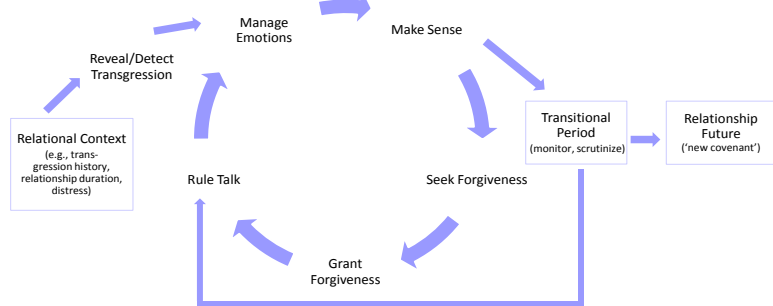 Manage
Emotions
Make Sense
Reveal/Detect
Transgression
Relational Context
(e.g., trans-
gression history,
relationship duration,
distress)
Transitional
Period
(monitor, scrutinize)
Relationship
Future
('new covenant')
Rule Talk
Seek Forgiveness
Grant
Forgiveness